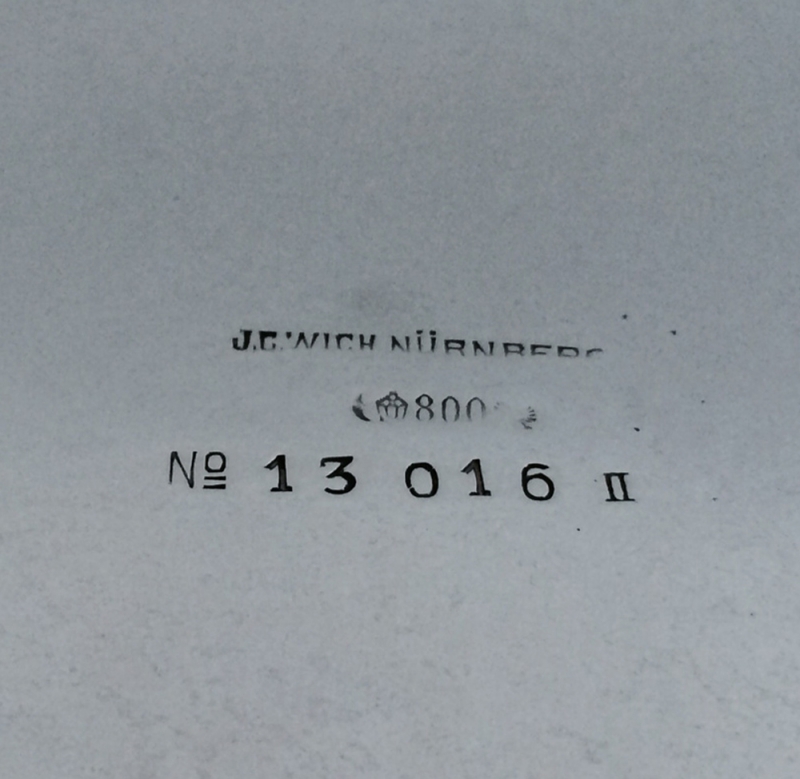 J.C. WICH NÜRNBERG
800
Nº 13 016 II